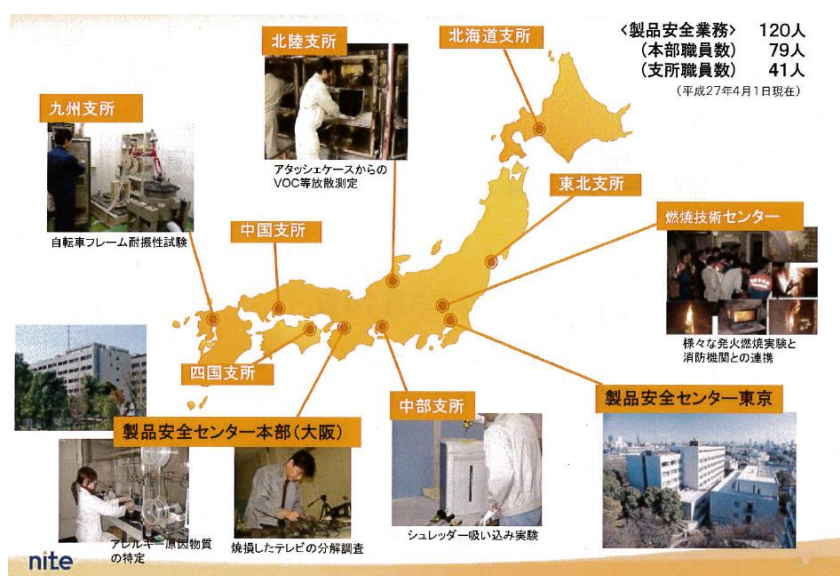 北陸支所
北海道支所
<製品安全業務> 120人
(本部職員数) 79人
(支所職員数) 41人
(平成27年4月1日現在)
九州支所
アタッシェケースからの
VOC等放散測定
東北支所
燃焼技術センター
自転車フレーム耐振性試験
中国支所
様々な発火燃焼実験と
消防機関との連携
四国支所
中部支所
製品安全センター東京
製品安全センター本部(大阪)
シュレッダー吸い込み実験
アレルギー原因物質
の特定
焼損したテレビの分解調査
nite